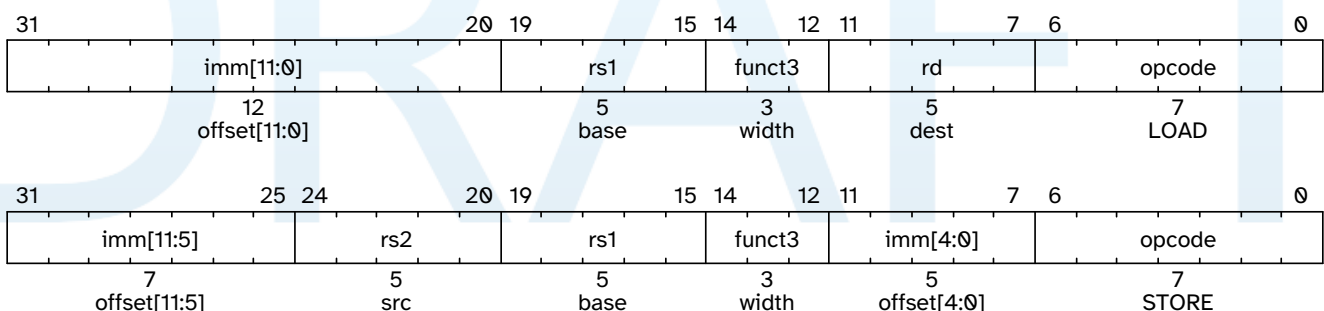 31 20 19 15 14 12 11 7 6 0
imm[11:0] rs1 funct3 rd opcode
12 5 3 5 7
offset[11:0] base width dest LOAD
31 25 24 20 19 15 14 12 11 7 6 0
imm[11:5] rs2 rs1 funct3 imm[4:0] opcode
7 5 5 3 5 7
offset[11:5] src base width offset[4:0] STORE
DRAFT